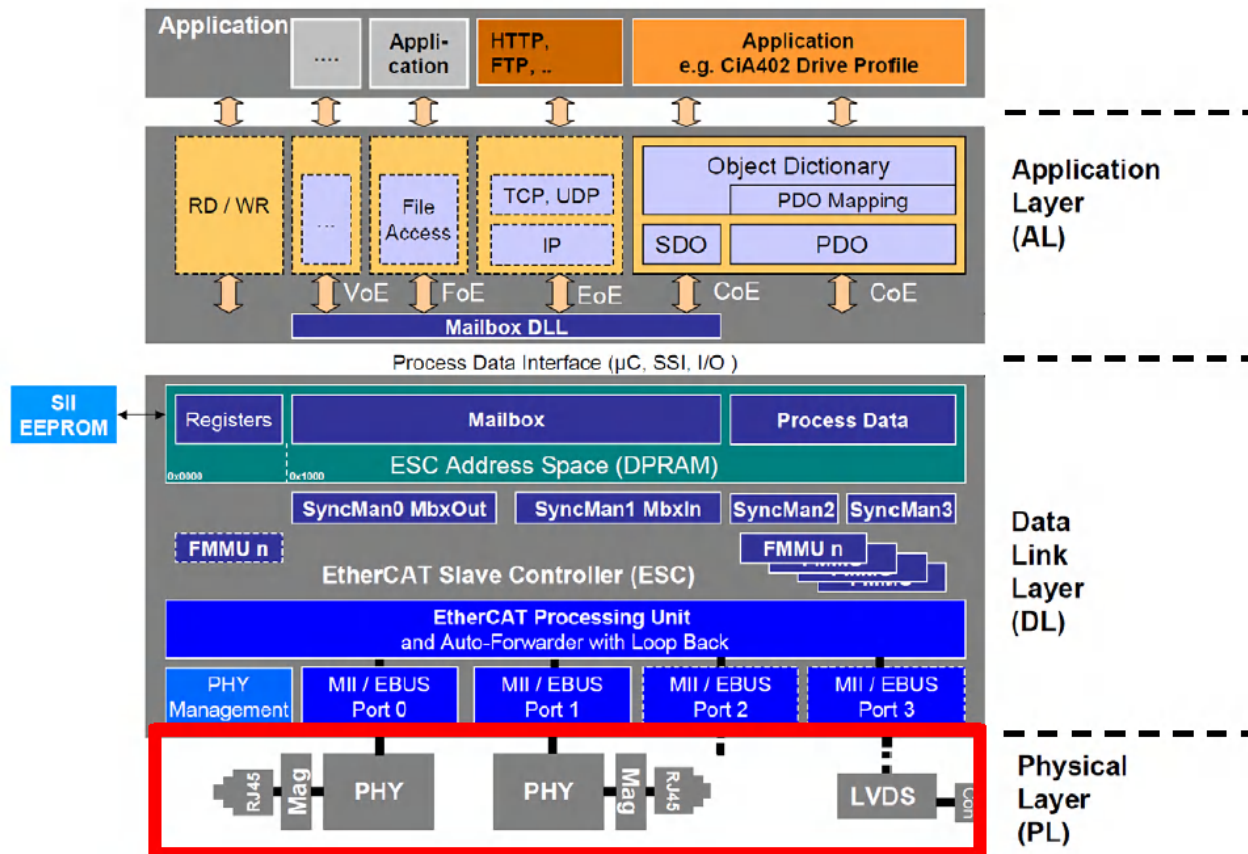 Application
....
Appli-
cation
HTTP,
FTP, ..
Application
e.g. CiA402 Drive Profile
RD / WR
...
File
Access
TCP, UDP
IP
Object Dictionary
PDO Mapping
SDO
PDO
Application
Layer
(AL)
VoE
FoE
EoE
CoE
CoE
Mailbox DLL
Process Data Interface (µC, SSI, I/O )
SII
EEPROM
Registers
Mailbox
Process Data
0x0000
0x1000
ESC Address Space (DPRAM)
SyncMan0 MbxOut
SyncMan1 MbxIn
SyncMan2
SyncMan3
FMMU n
FMMU n
EtherCAT Slave Controller (ESC)
Data
Link
Layer
(DL)
EtherCAT Processing Unit
and Auto-Forwarder with Loop Back
PHY
Management
MII / EBUS
Port 0
MII / EBUS
Port 1
MII / EBUS
Port 2
MII / EBUS
Port 3
RJ45
Mag
PHY
PHY
Mag
RJ45
LVDS
Con
Physical
Layer
(PL)